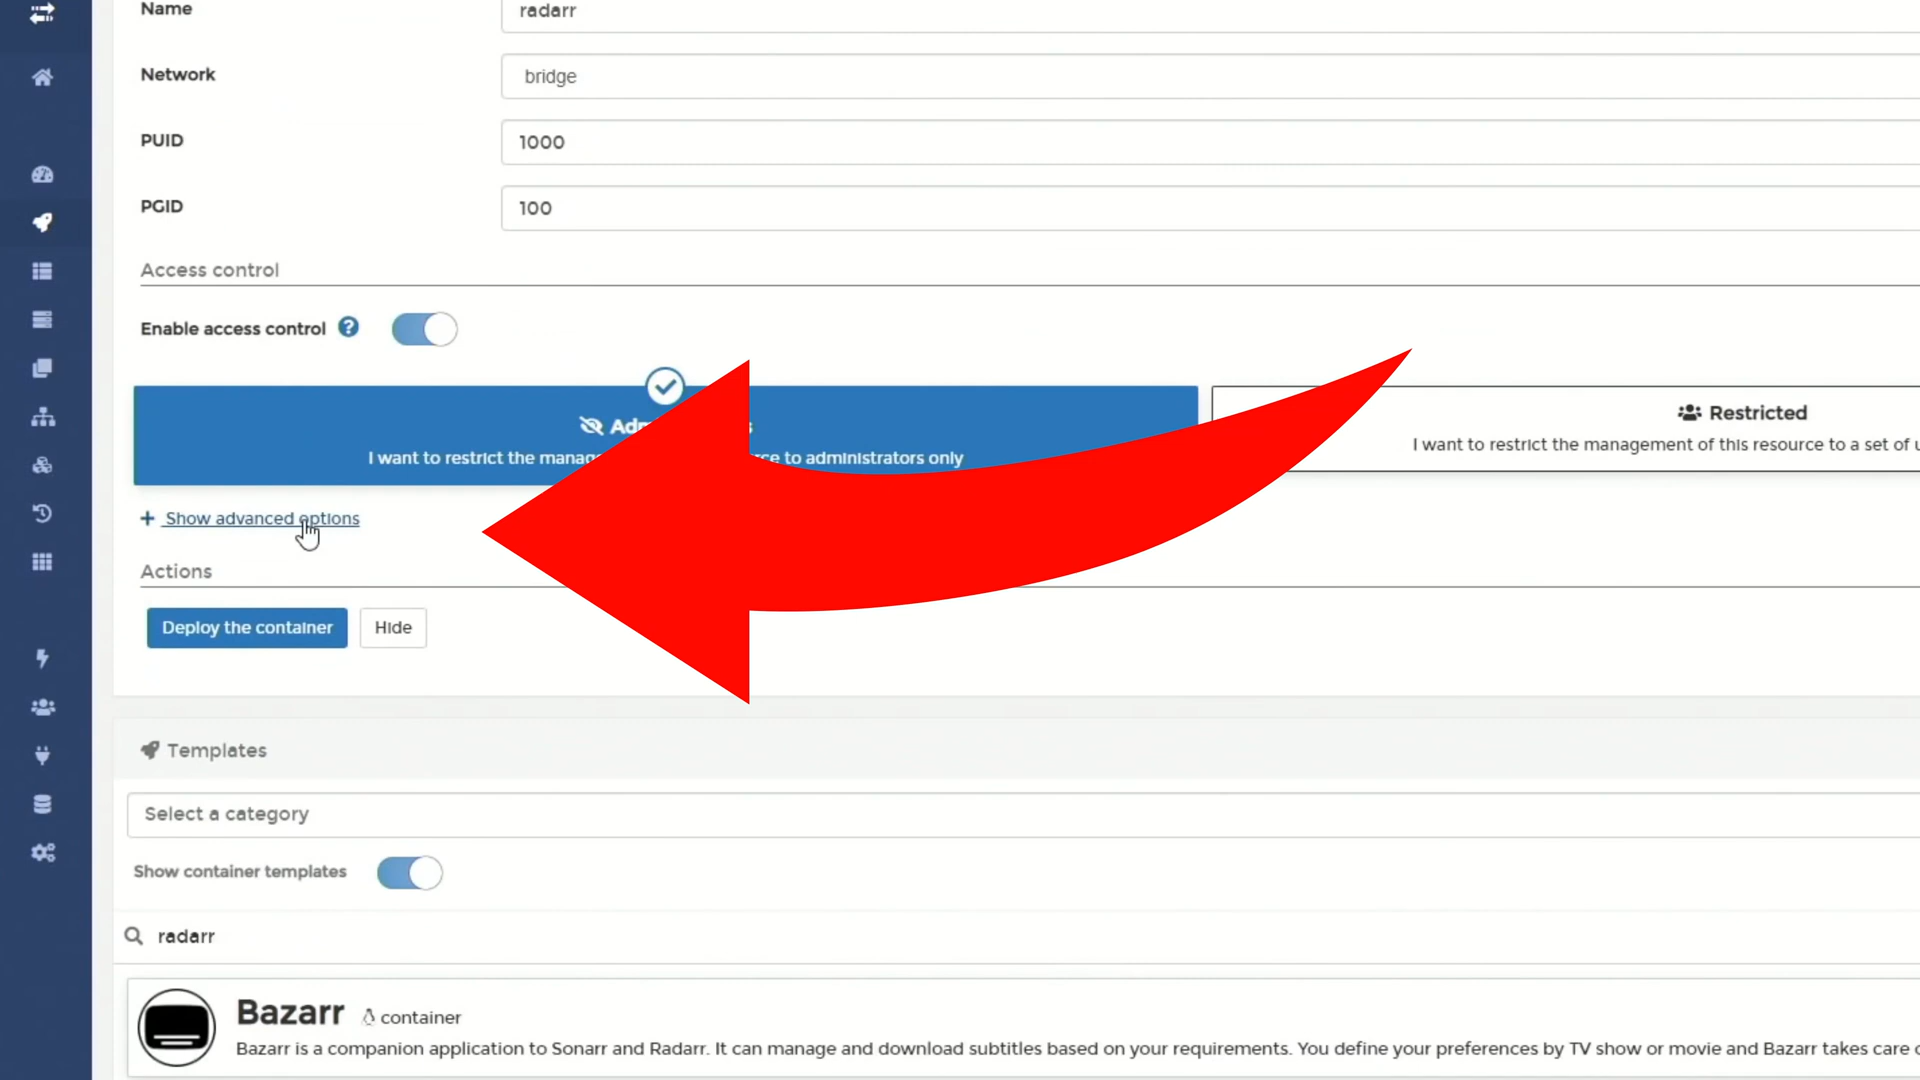 Name
radarr
Network
bridge
PUID
1000
PGID
100
Access control
Enable access control ?
I want to restrict the to administrators only
Restricted
I want to restrict the management of this resource to a set of
+ Show advanced options
Actions
Deploy the container
Hide
Templates
Select a category
Show container templates
radarr
Bazarr container
Bazarr is a companion application to Sonarr and Radarr. It can manage and download subtitles based on your requirements. You define your preferences by TV show or movie and Bazarr takes care